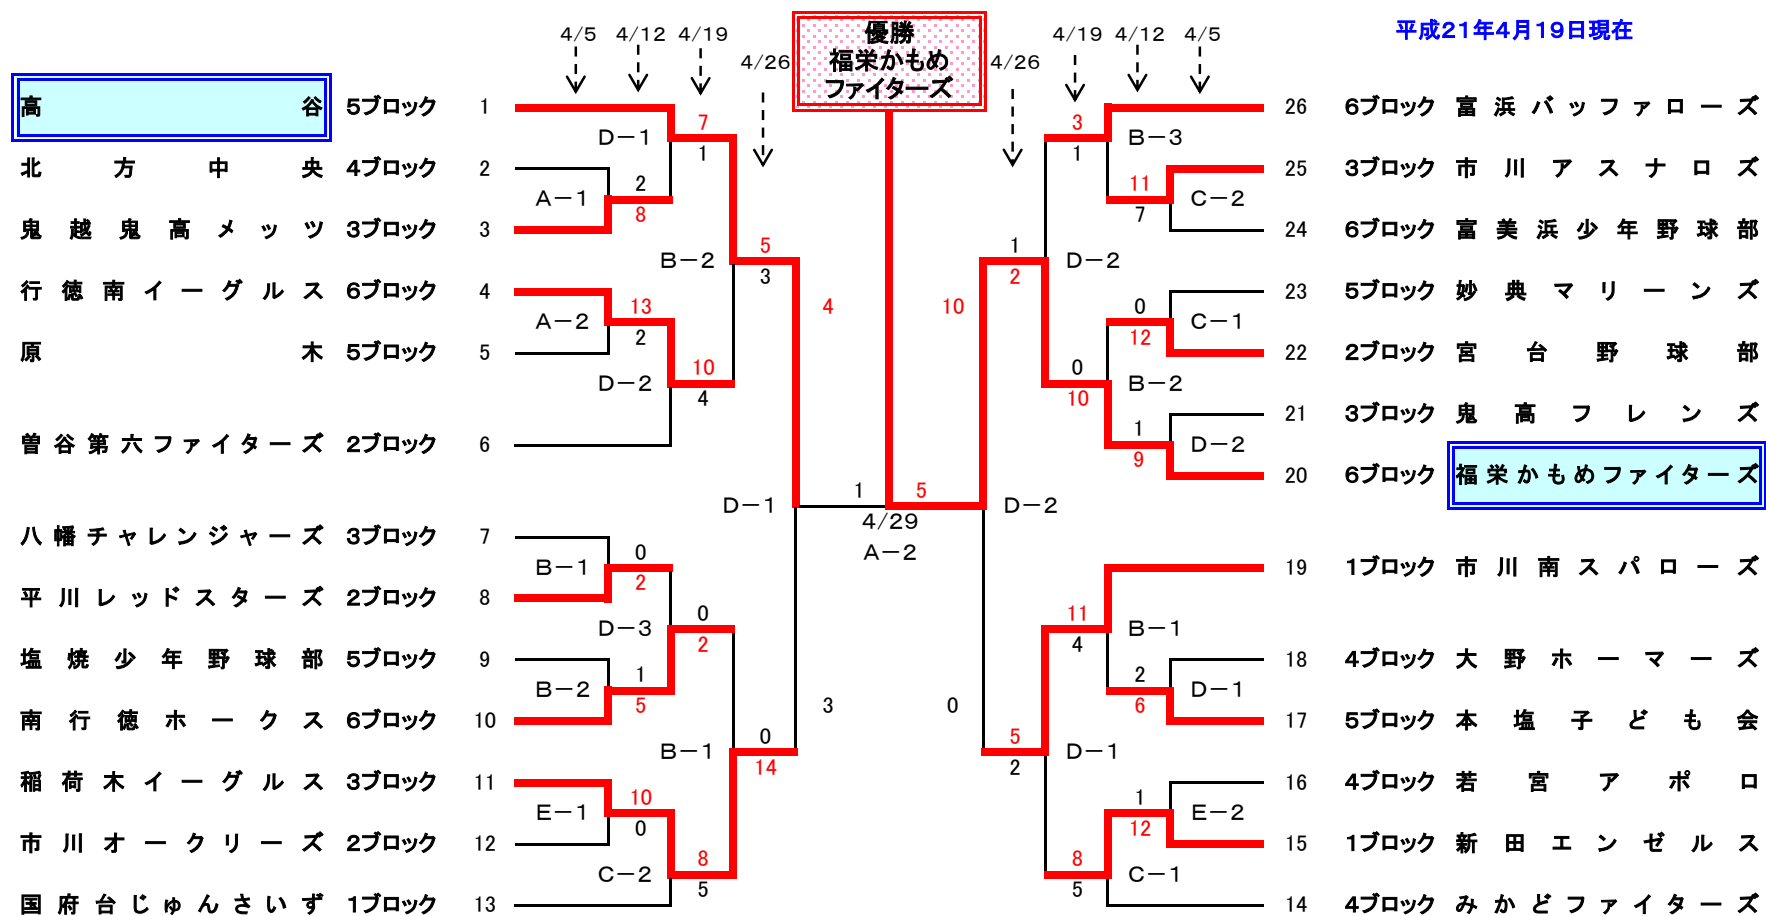 平成21年4月19日現在
4/5 4/12 4/19 4/26
優勝
福栄かもめ
ファイターズ
4/26 4/19 4/12 4/5
高谷 5ブロック 1
北方中央 4ブロック 2
鬼越鬼高メッツ 3ブロック 3
行徳南イーグルス 6ブロック 4
原木 5ブロック 5
曽谷第六ファイターズ 2ブロック 6
八幡チャレンジャーズ 3ブロック 7
平川レッドスターズ 2ブロック 8
塩焼少年野球部 5ブロック 9
南行徳ホークス 6ブロック 10
稲荷木イーグルス 3ブロック 11
市川オークリーズ 2ブロック 12
国府台じゅんさいず 1ブロック 13
D-1 7 1
A-1 2 8
B-2 5 3
A-2 13 2
D-2 10 4
D-1 4 3
B-1 0 2
D-3 0 2
B-2 1 5
B-1 0 14
E-1 10 0
C-2 8 5
1 5
4/29
A-2
3 1 B-3
11 7 C-2
1 2 D-2
0 12 C-1
0 10 B-2
1 9 D-2
10 0 D-2
11 4 B-1
2 6 D-1
5 2 D-1
1 12 E-2
8 5 C-1
26 6ブロック 富浜バッファローズ
25 3ブロック 市川アスナロズ
24 6ブロック 富美浜少年野球部
23 5ブロック 妙典マリーンズ
22 2ブロック 宮台野球部
21 3ブロック 鬼高フレンズ
20 6ブロック 福栄かもめファイターズ
19 1ブロック 市川南スパローズ
18 4ブロック 大野ホーマーズ
17 5ブロック 本塩子ども会
16 4ブロック 若宮アポロ
15 1ブロック 新田エンゼルス
14 4ブロック みかどファイターズ